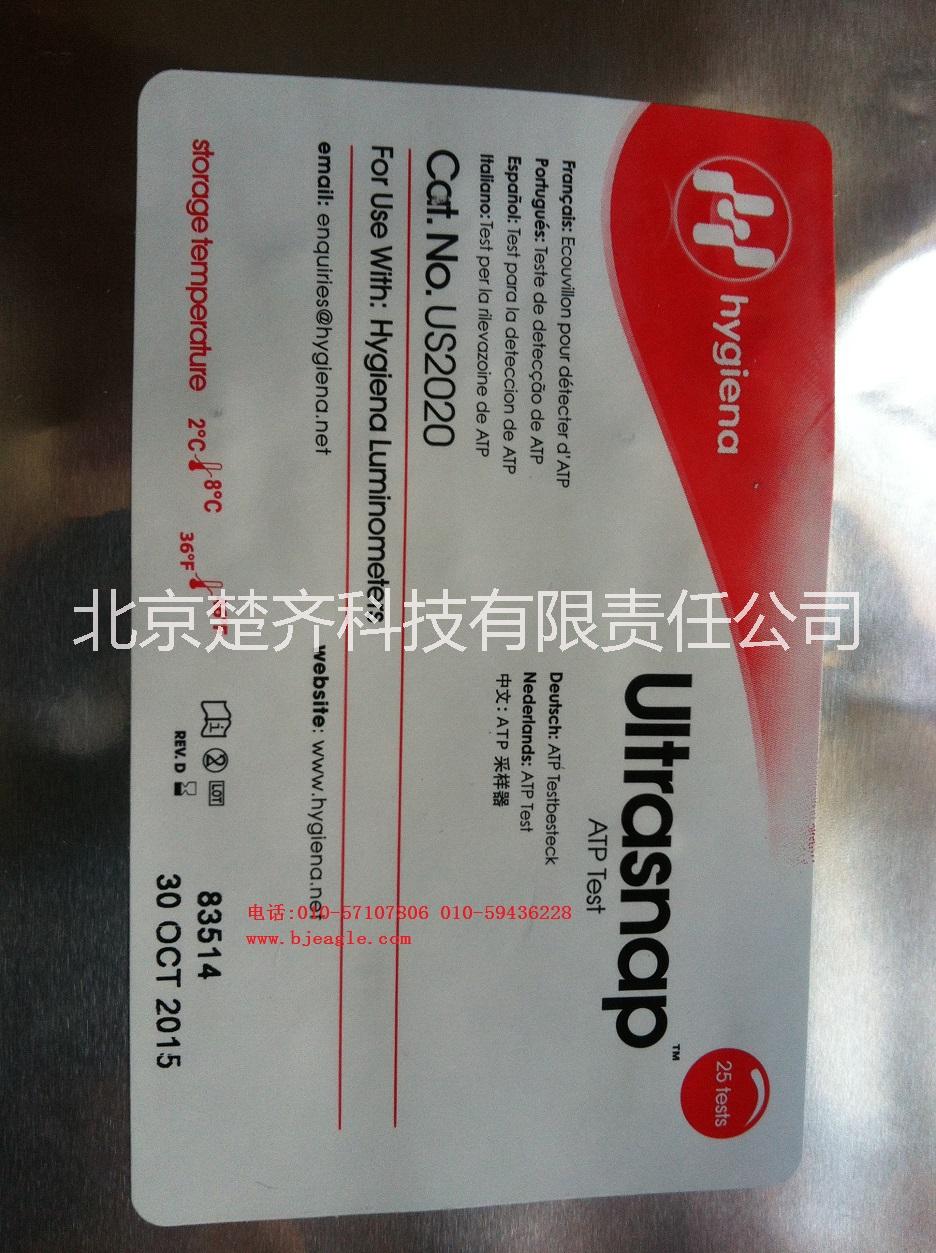 hygiena
Ultrasnap™
ATP Test
25 tests
Français: Ecouvillon pour détecter d'ATP
Português: Teste de detecção de ATP
Español: Test para la deteccion de ATP
Italiano: Test per la rilevazoine de ATP
Deutsch: ATP Testbesteck
Nederlands: ATP Test
中文: ATP 采样器
Cat. No. US2020
For Use With: Hygiena Luminometers
email: enquiries@hygiena.net
website: www.hygiena.net
storage temperature 2°C 8°C
36°F
LOT
83514
REV. D
30 OCT 2015
北京楚齐科技有限责任公司
电话:010-57107806 010-59436228
www.bjeagle.com